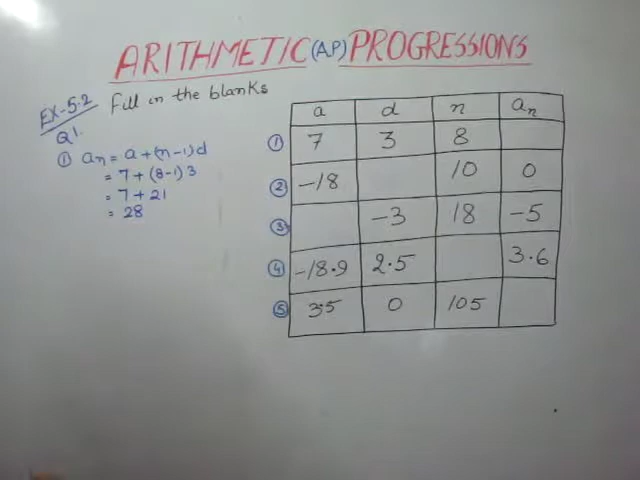 ARITHMETIC (A.P) PROGRESSIONS
EX-5.2 Fill in the blanks
Q1.
① an = a+(n-1)d
= 7+(8-1)3
= 7+21
= 28
a d n an
① 7 3 8
② -18 10 0
③ -3 18 -5
④ -18.9 2.5 3.6
⑤ 3.5 0 105